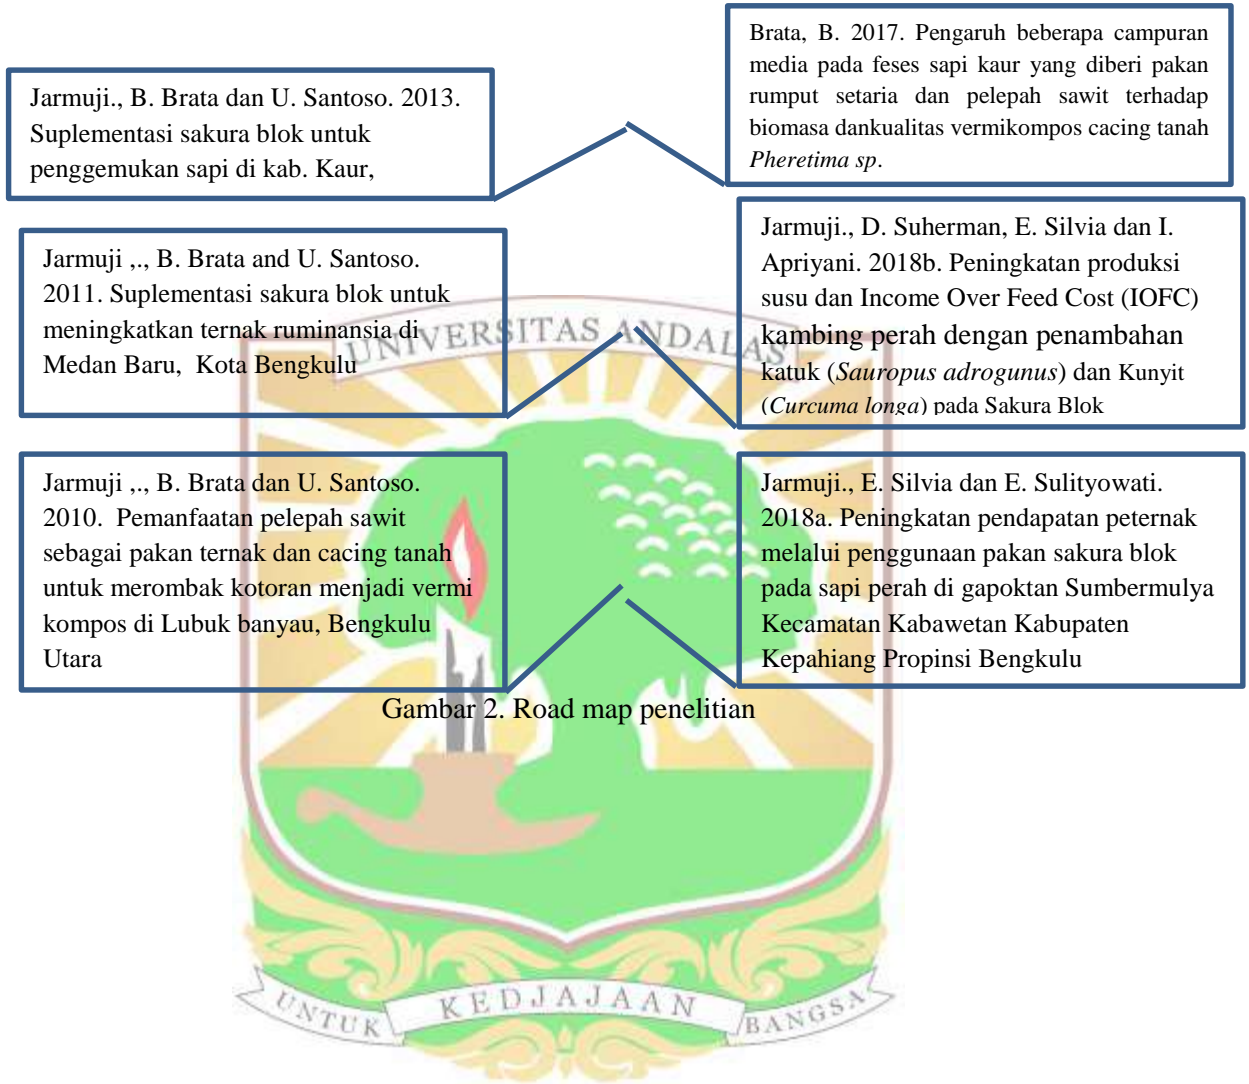 Jarmuji., B. Brata dan U. Santoso. 2013.
Suplementasi sakura blok untuk
penggemukan sapi di kab. Kaur,
Brata, B. 2017. Pengaruh beberapa campuran
media pada feses sapi kaur yang diberi pakan
rumput setaria dan pelepah sawit terhadap
biomasa dankualitas vermikompos cacing tanah
Pheretima sp.
Jarmuji ,., B. Brata and U. Santoso.
2011. Suplementasi sakura blok untuk
meningkatkan ternak ruminansia di
Medan Baru, Kota Bengkulu
Jarmuji., D. Suherman, E. Silvia dan I.
Apriyani. 2018b. Peningkatan produksi
susu dan Income Over Feed Cost (IOFC)
kambing perah dengan penambahan
katuk (Sauropus adrogunus) dan Kunyit
(Curcuma longa) pada Sakura Blok
Jarmuji ,., B. Brata dan U. Santoso.
2010. Pemanfaatan pelepah sawit
sebagai pakan ternak dan cacing tanah
untuk merombak kotoran menjadi vermi
kompos di Lubuk banyau, Bengkulu
Utara
Jarmuji., E. Silvia dan E. Sulityowati.
2018a. Peningkatan pendapatan peternak
melalui penggunaan pakan sakura blok
pada sapi perah di gapoktan Sumbermulya
Kecamatan Kabawetan Kabupaten
Kepahiang Propinsi Bengkulu
Gambar 2. Road map penelitian
UNIVERSITAS ANDALAS
UNTUK KEDJAJAAN BANGSA